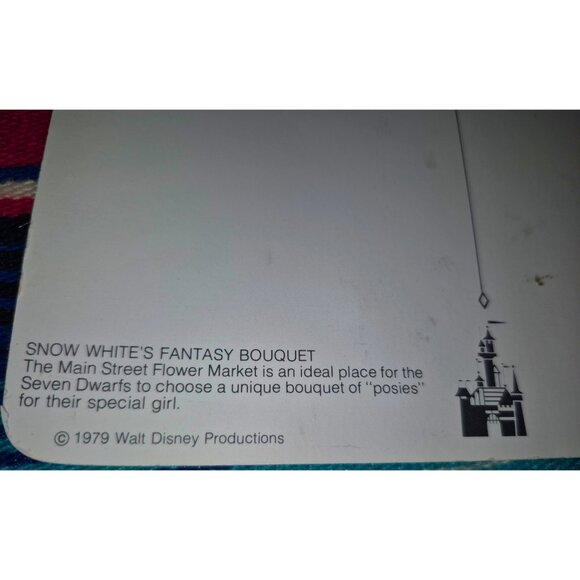 SNOW WHITE'S FANTASY BOUQUET
The Main Street Flower Market is an ideal place for the
Seven Dwarfs to choose a unique bouquet of "posies"
for their special girl.
© 1979 Walt Disney Productions